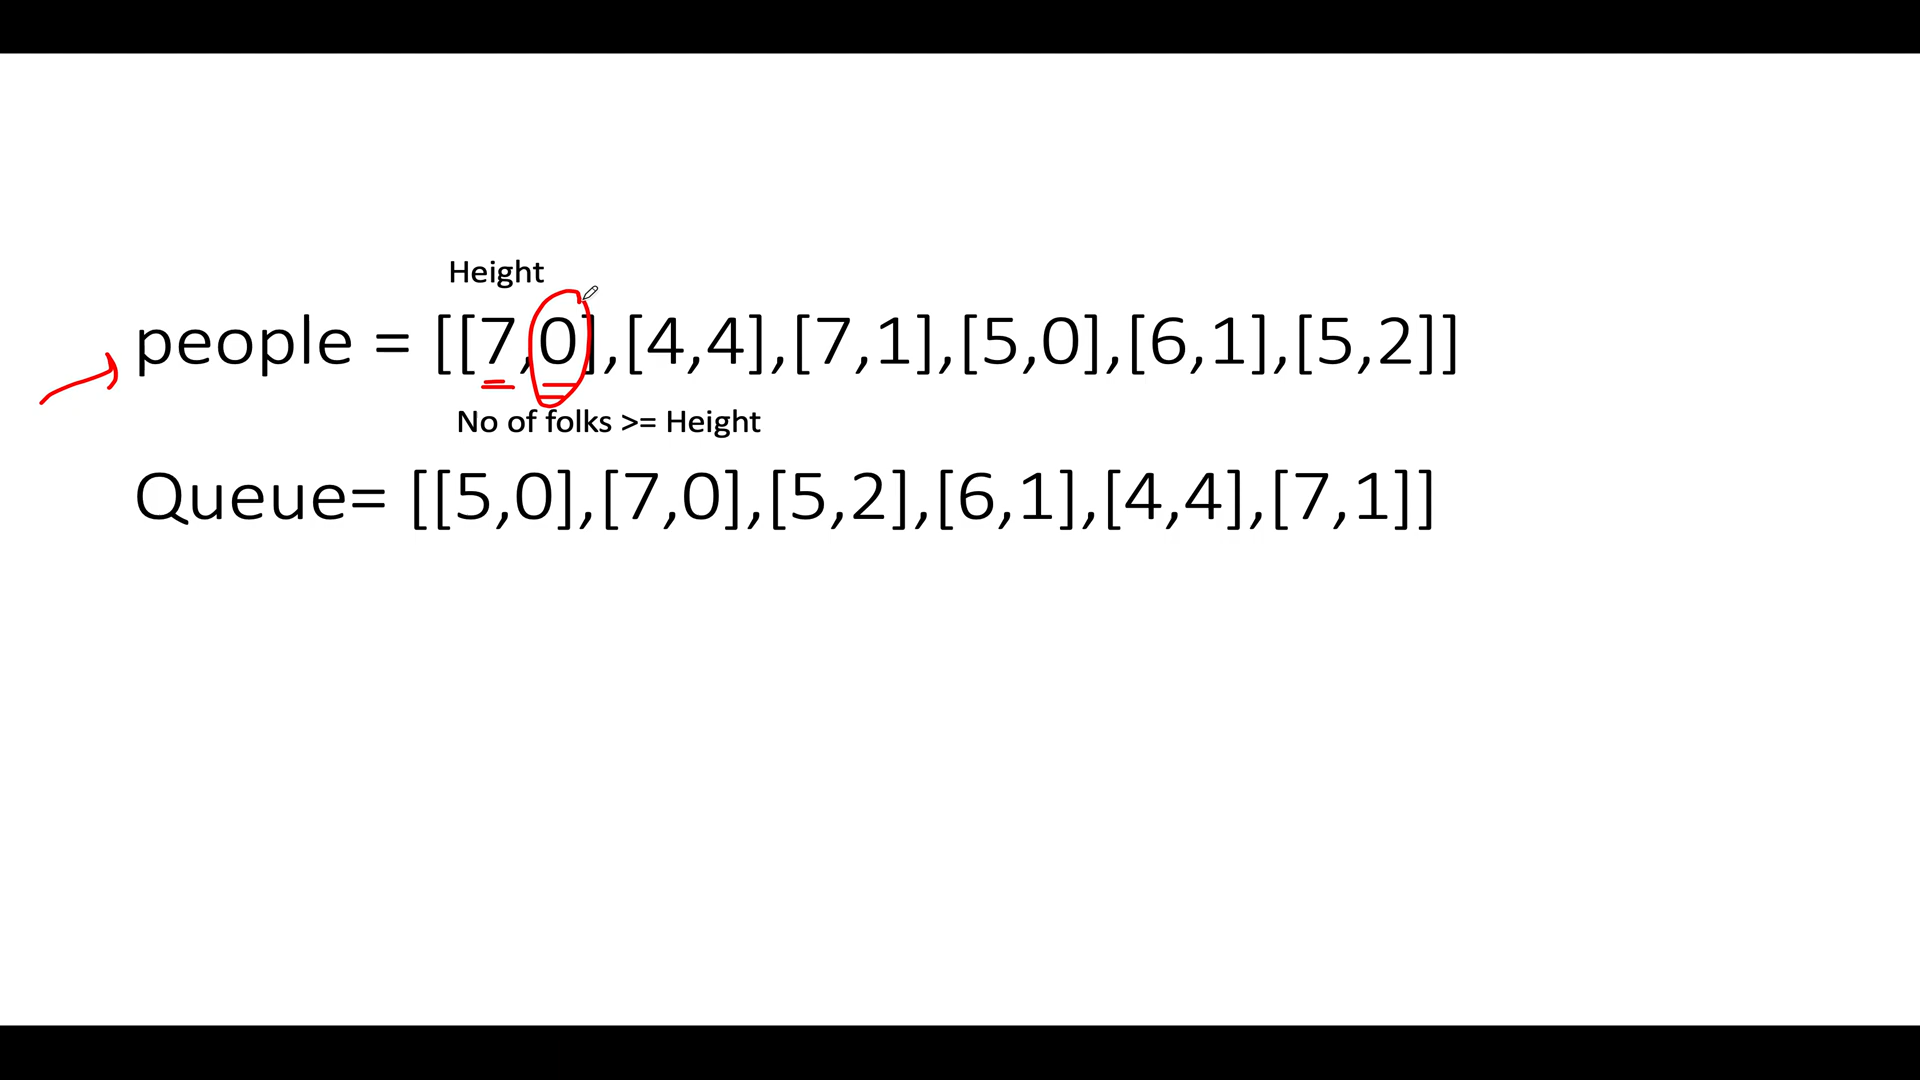 Height
people = [[7,0],[4,4],[7,1],[5,0],[6,1],[5,2]]
No of folks >= Height
Queue= [[5,0],[7,0],[5,2],[6,1],[4,4],[7,1]]